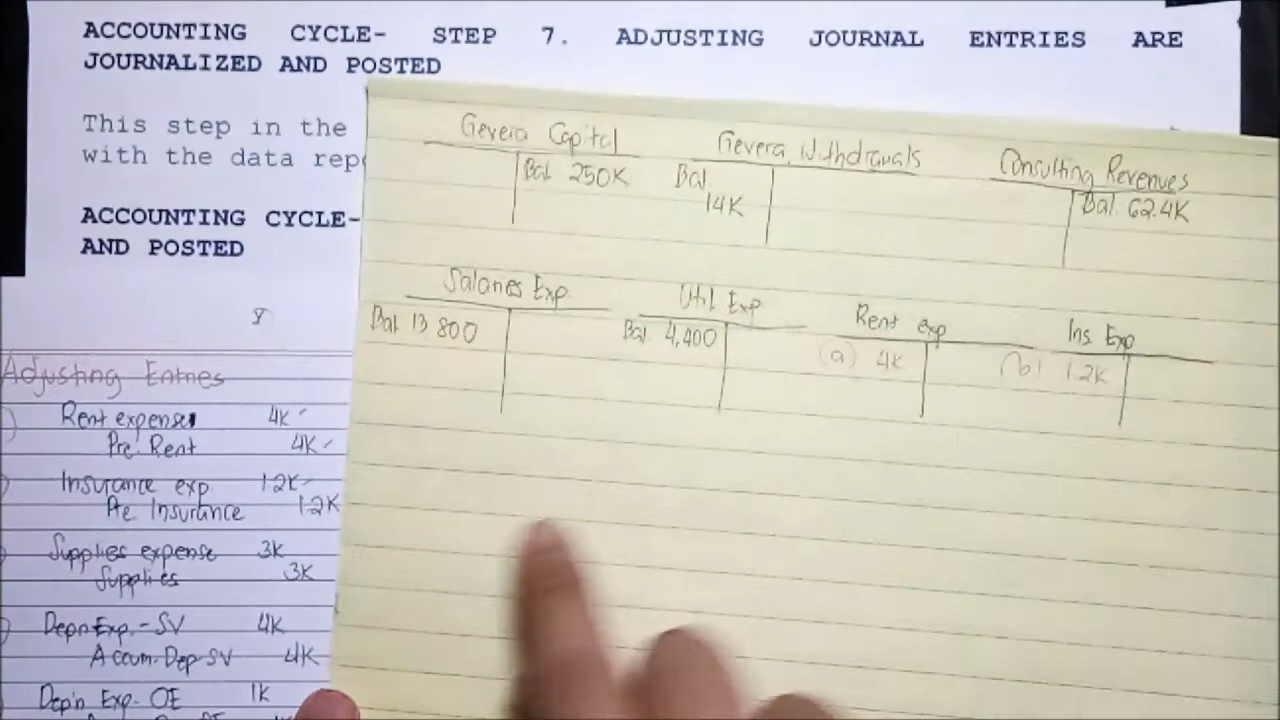 ACCOUNTING CYCLE- STEP 7. ADJUSTING JOURNAL ENTRIES ARE
JOURNALIZED AND POSTED
This step in the
with the data rep
ACCOUNTING CYCLE-
AND POSTED
8
Adjusting Entries
Rent expense 4K
Pre. Rent 4K
Insurance exp 1.2K
Pre Insurance 1.2K
Supplies expense 3K
Supplies 3K
Dep'n Exp. - SV 4K
Accum. Dep SV 4K
Dep'n Exp. OE 1K
Gevera Capital Gevera, Withdrawals Consulting Revenues
Bal 250K Bal 14K Bal. 62.4K
Salaries Exp Util Exp Rent exp Ins. Exp
Bal. 13 800 Bal. 4,400 (a) 4K (b) 1.2K